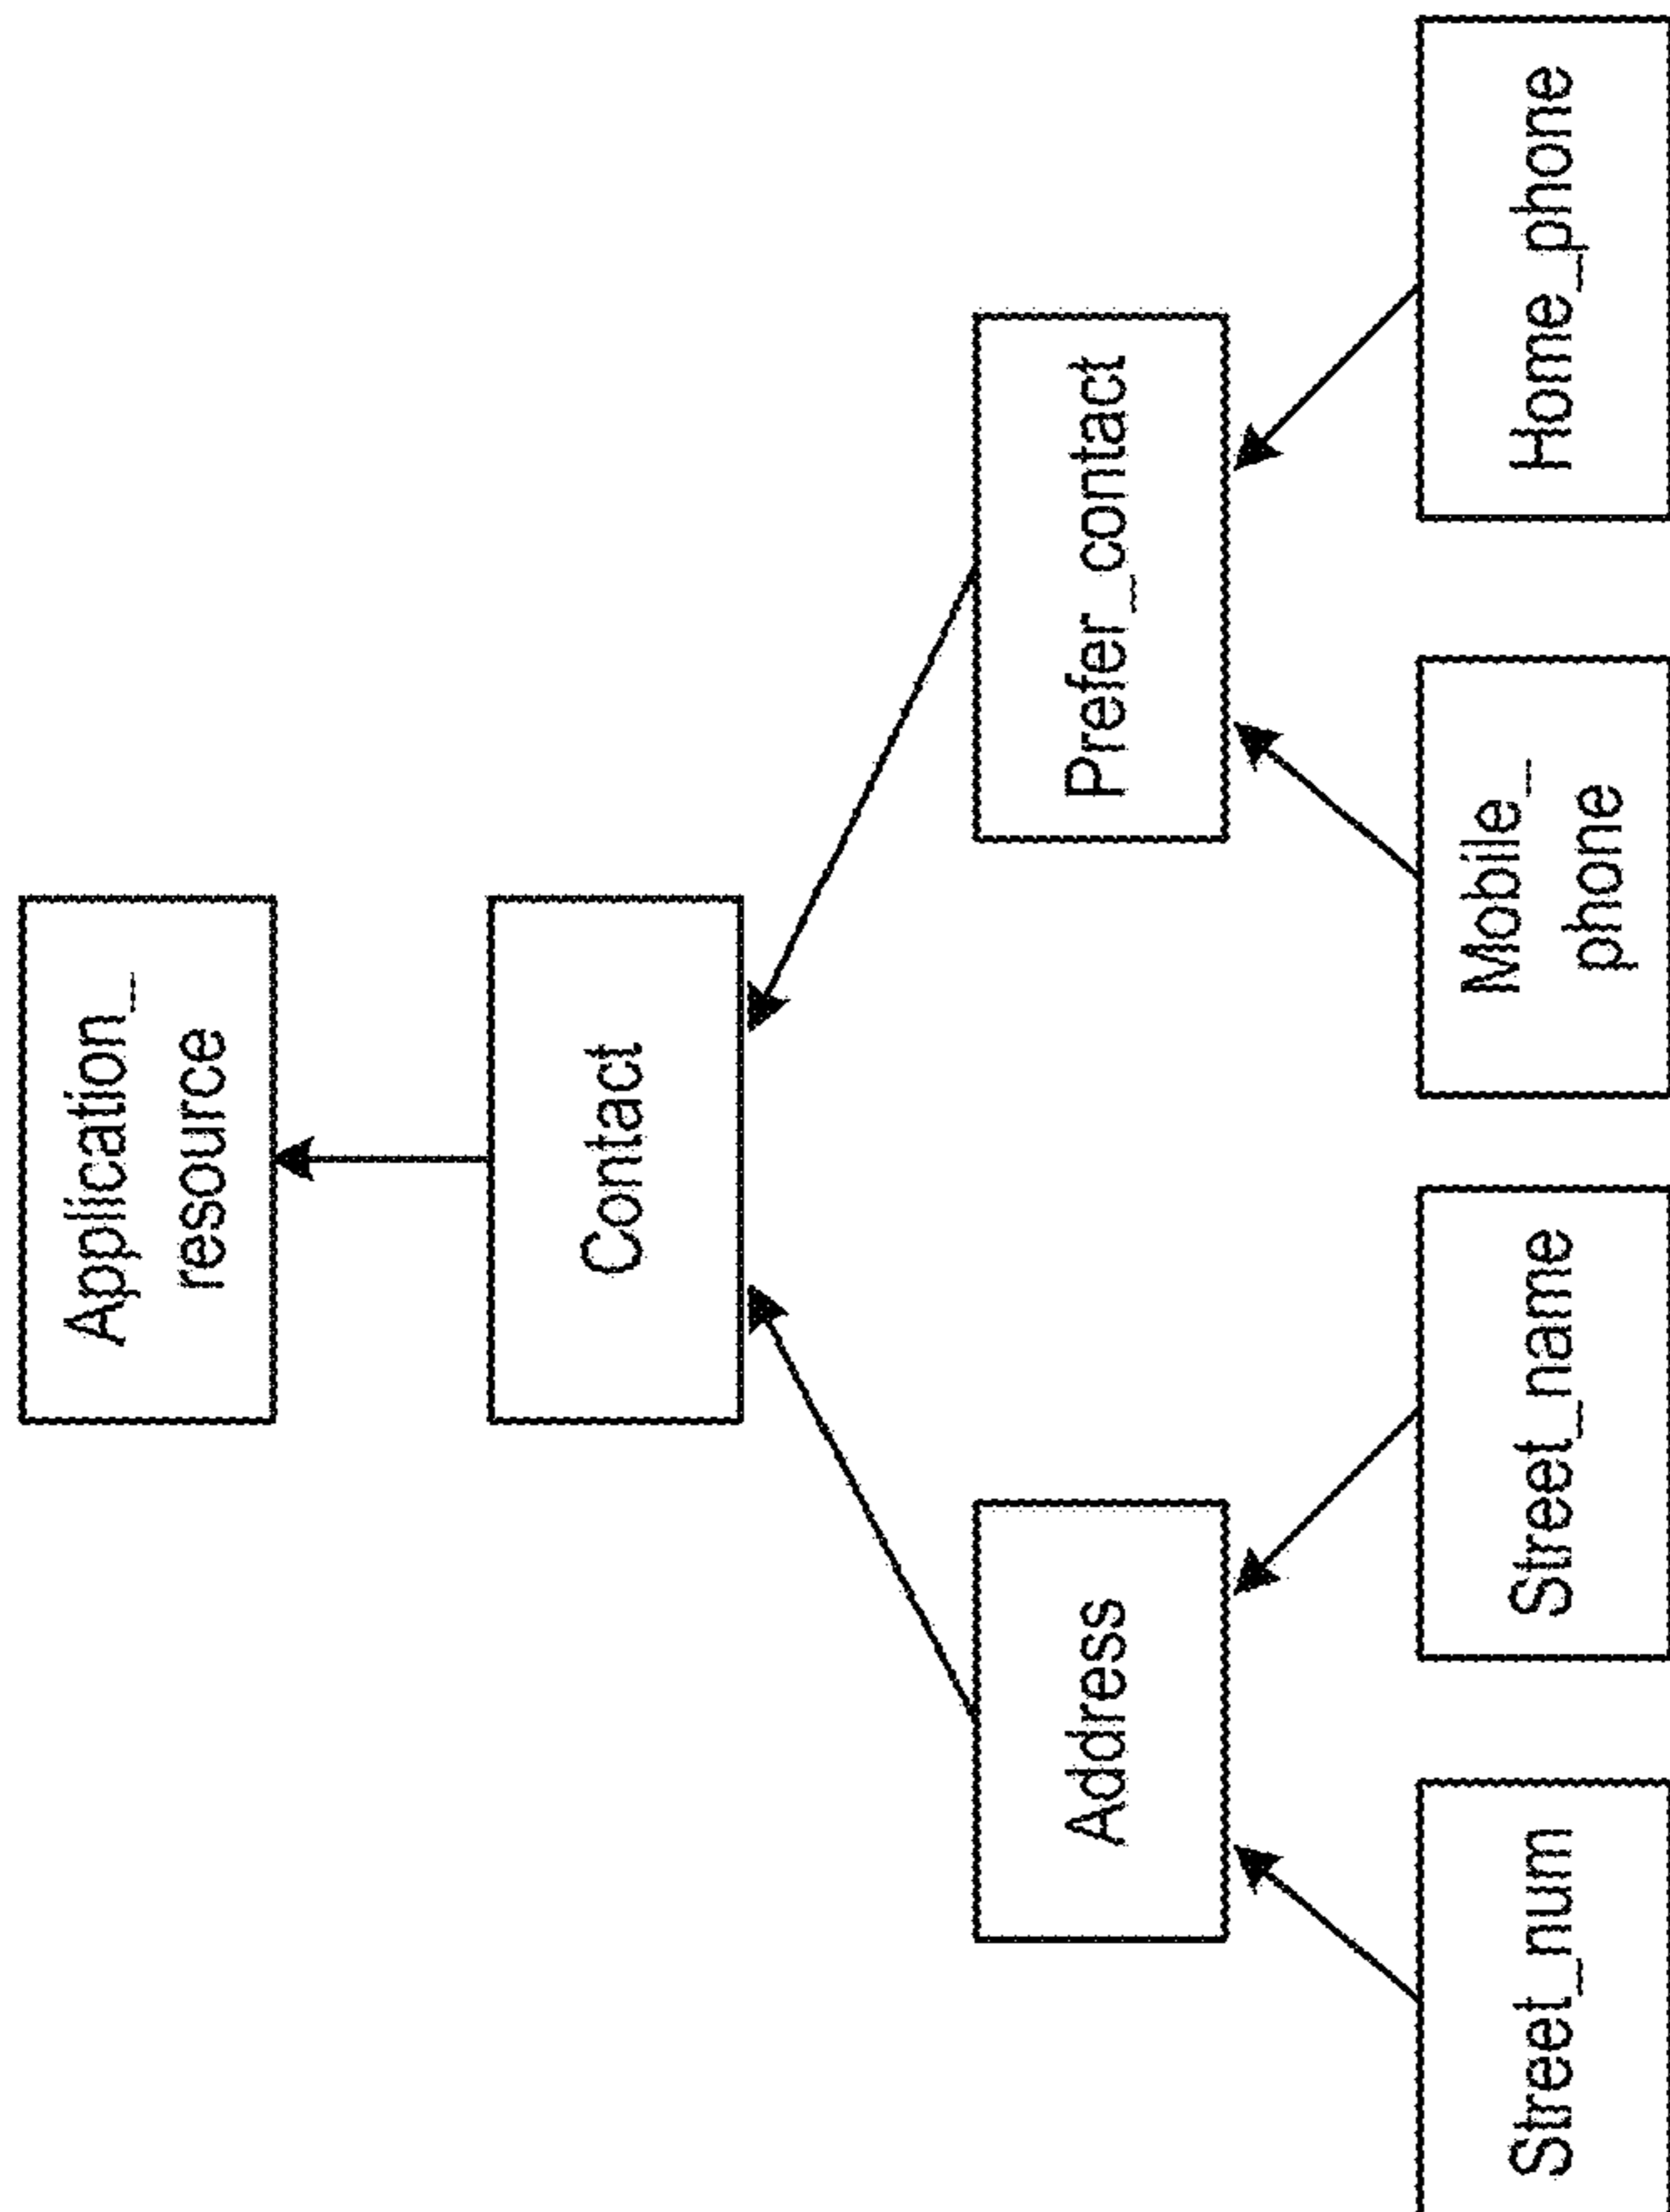 Application_
resource
Contact
Address
Prefer_contact
Street_num
Street_name
Mobile_
phone
Home_phone